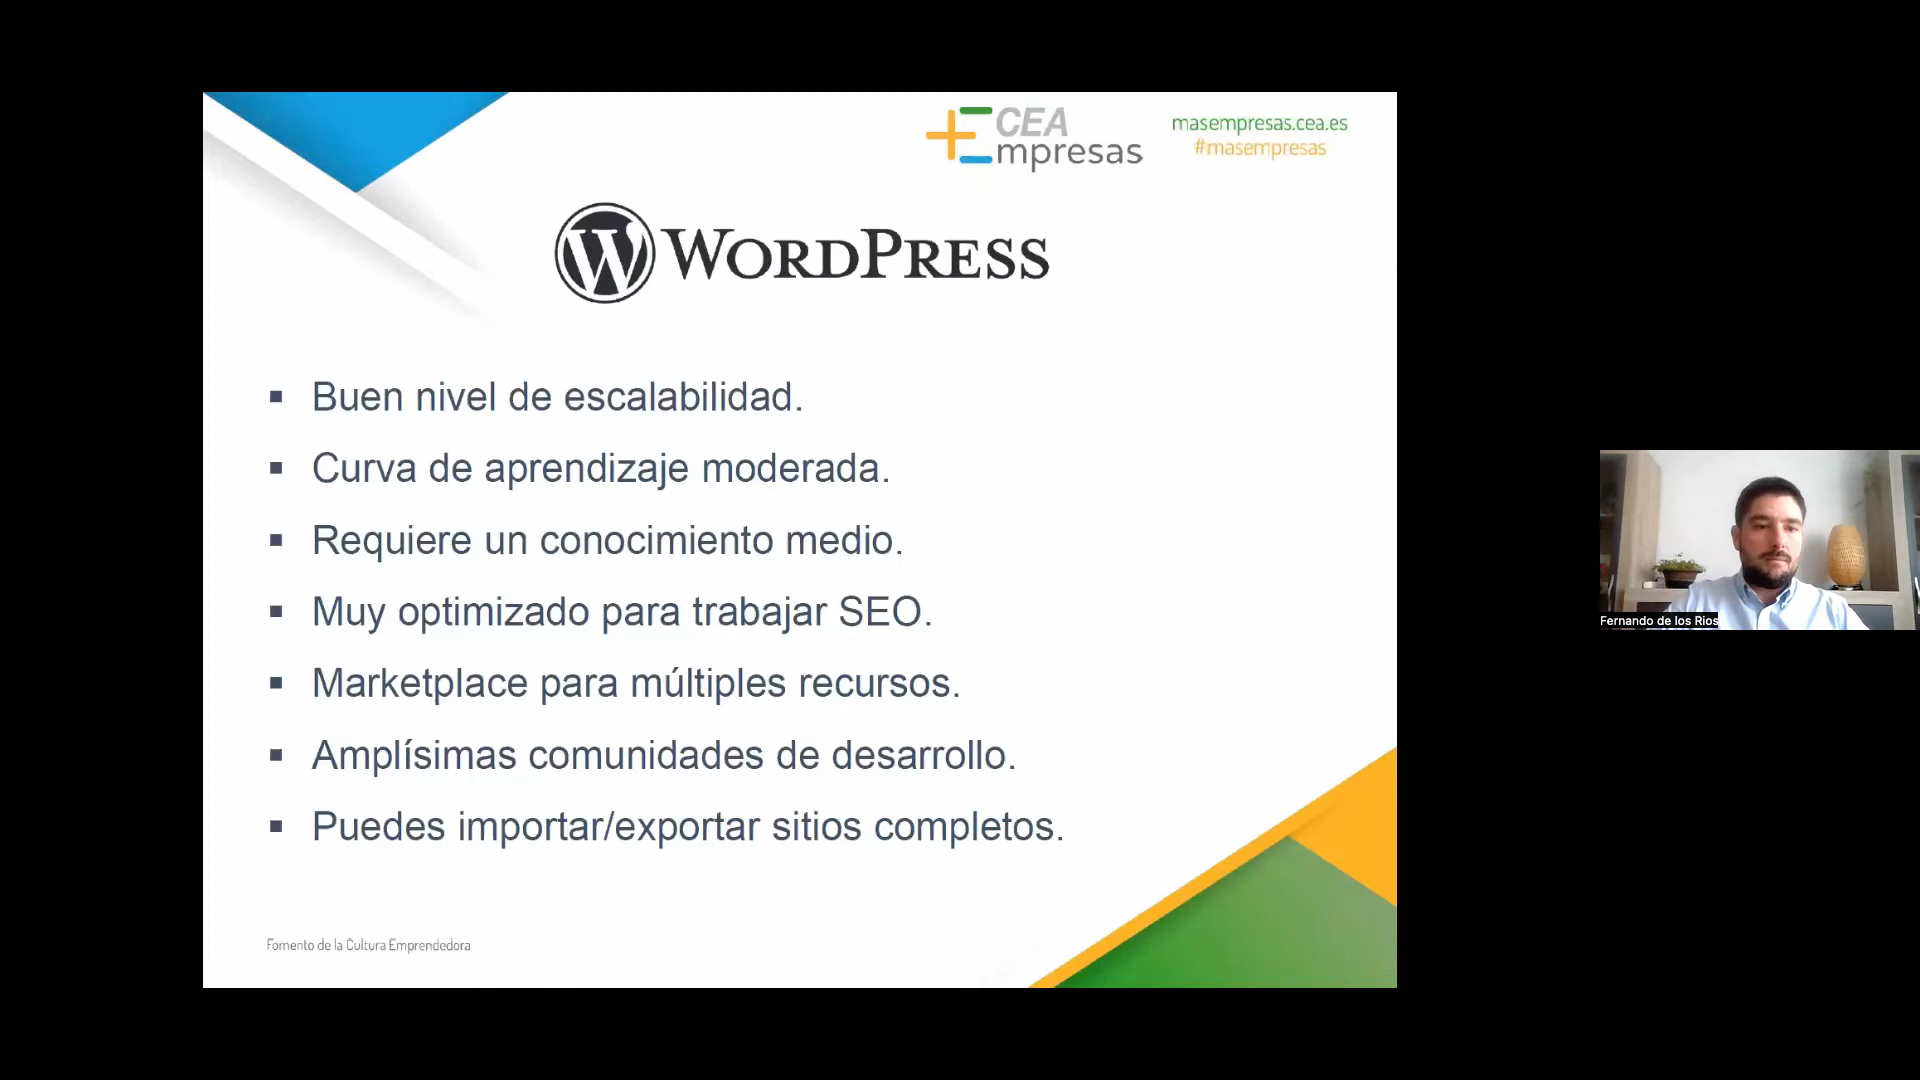 CEA
Empresas
masempresas.cea.es
#masempresas
WORDPRESS
Buen nivel de escalabilidad.
Curva de aprendizaje moderada.
Requiere un conocimiento medio.
Muy optimizado para trabajar SEO.
Marketplace para múltiples recursos.
Amplísimas comunidades de desarrollo.
Puedes importar/exportar sitios completos.
Fomento de la Cultura Emprendedora
Fernando de los Rios